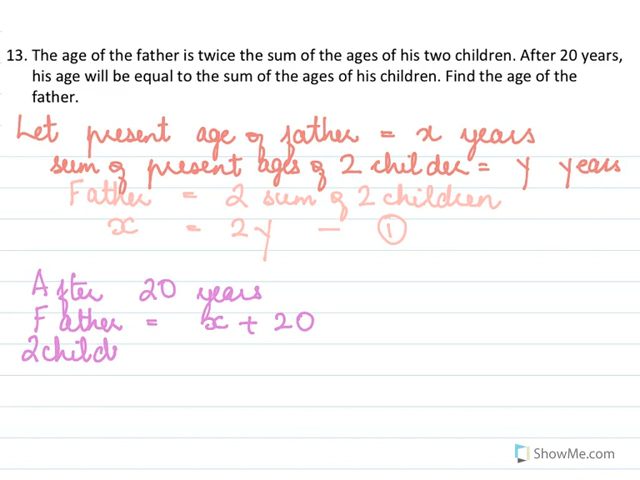 13. The age of the father is twice the sum of the ages of his two children. After 20 years,
his age will be equal to the sum of the ages of his children. Find the age of the
father.
Let present age of father = x years
sum of present ages of 2 childer = y years
Father = 2 sum of 2 children
x = 2y - ①
After 20 years
Father = x + 20
2child
ShowMe.com